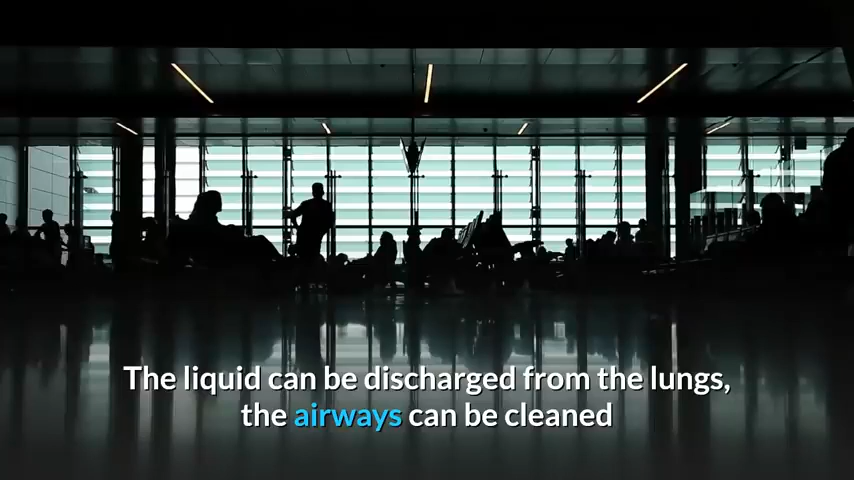 The liquid can be discharged from the lungs,
the airways can be cleaned